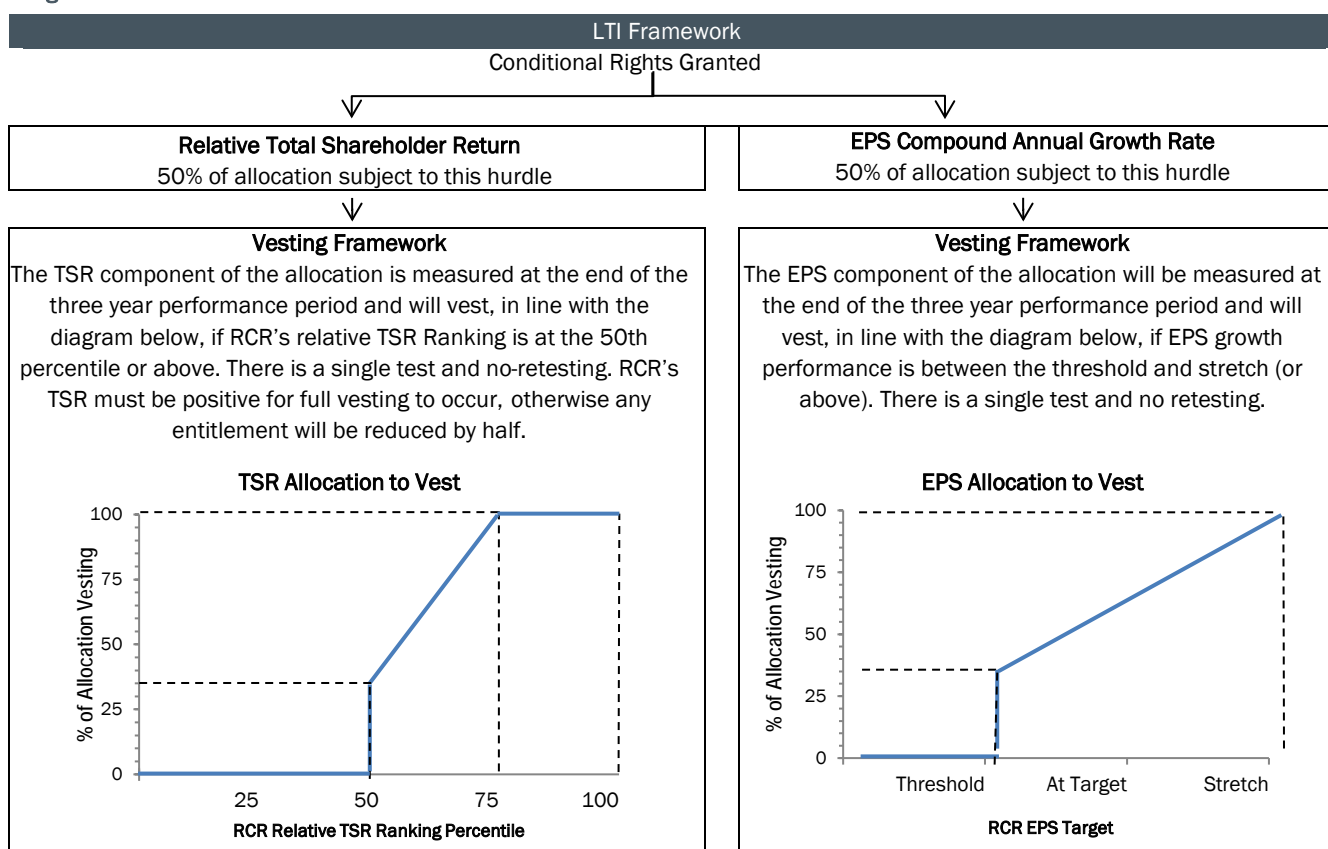 LTI Framework
Conditional Rights Granted
Relative Total Shareholder Return
50% of allocation subject to this hurdle
EPS Compound Annual Growth Rate
50% of allocation subject to this hurdle
Vesting Framework
The TSR component of the allocation is measured at the end of the
three year performance period and will vest, in line with the
diagram below, if RCR's relative TSR Ranking is at the 50th
percentile or above. There is a single test and no-retesting. RCR's
TSR must be positive for full vesting to occur, otherwise any
entitlement will be reduced by half.
TSR Allocation to Vest
% of Allocation Vesting
100
75
50
25
0
25 50 75 100
RCR Relative TSR Ranking Percentile
Vesting Framework
The EPS component of the allocation will be measured at
the end of the three year performance period and will
vest, in line with the diagram below, if EPS growth
performance is between the threshold and stretch (or
above). There is a single test and no retesting.
EPS Allocation to Vest
% of Allocation Vesting
100
75
50
25
0
Threshold At Target Stretch
RCR EPS Target